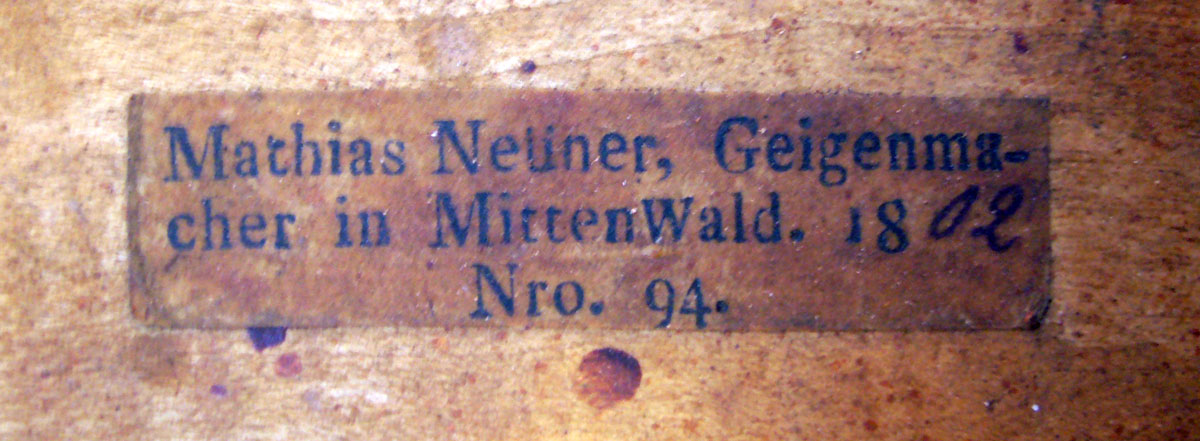 Mathias Neuner, Geigenma-
cher in MittenWald. 1802
Nro. 94.